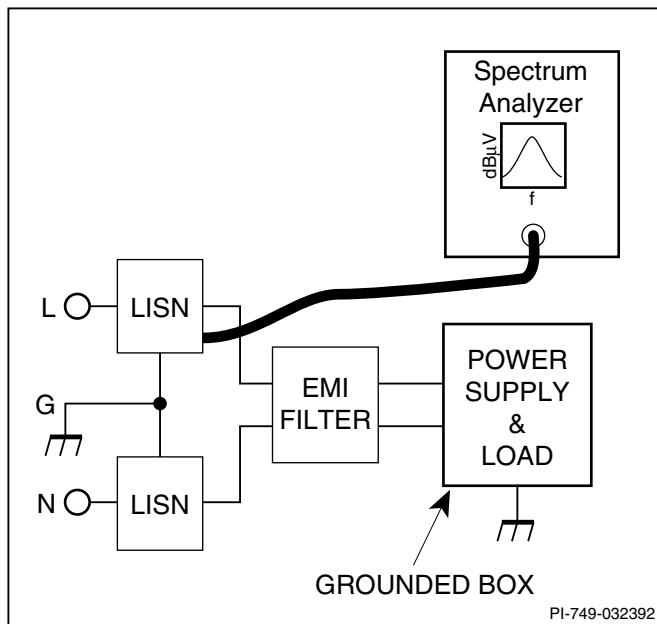 Spectrum
Analyzer
dBµV
f
L
LISN
G
N
LISN
EMI
FILTER
POWER
SUPPLY
&
LOAD
GROUNDED BOX
PI-749-032392